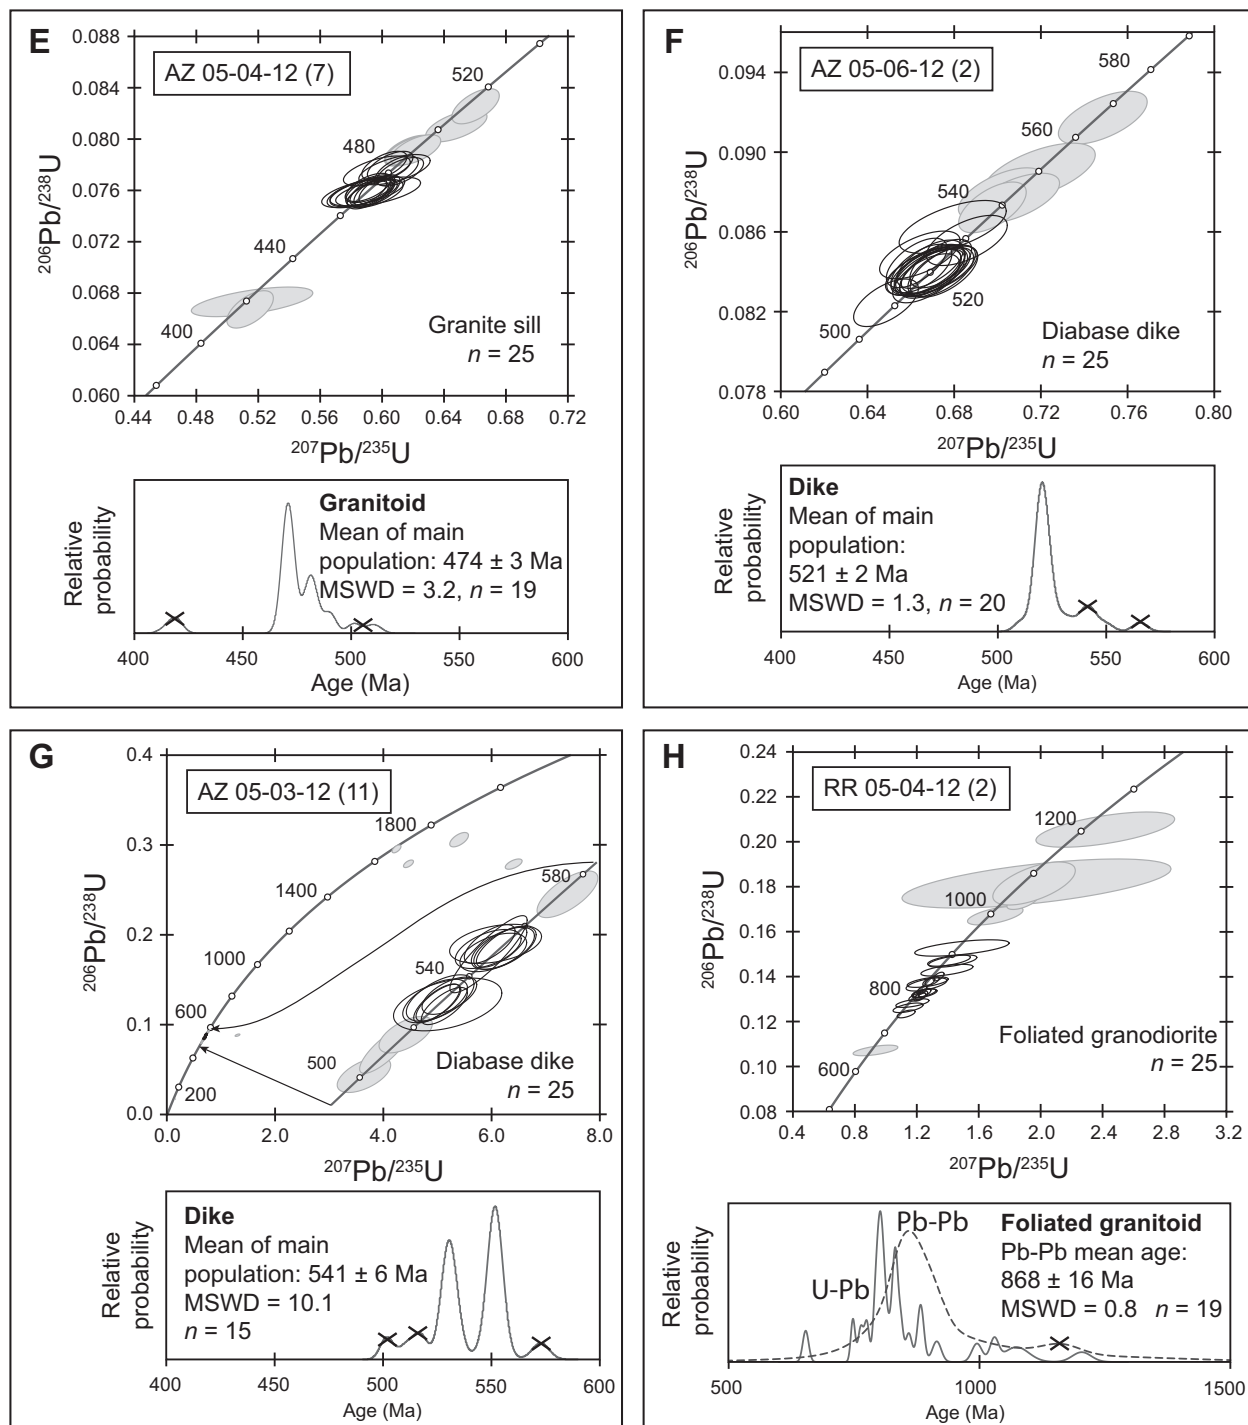 E
AZ 05-04-12 (7)
0.088
0.084
0.080
0.076
0.072
0.068
0.064
0.060
206Pb/238U
520
480
440
400
Granite sill
n = 25
0.44 0.48 0.52 0.56 0.60 0.64 0.68 0.72
207Pb/235U
Relative
probability
Granitoid
Mean of main
population: 474 ± 3 Ma
MSWD = 3.2, n = 19
400 450 500 550 600
Age (Ma)
F
AZ 05-06-12 (2)
0.094
0.090
0.086
0.082
0.078
206Pb/238U
580
560
540
520
500
Diabase dike
n = 25
0.60 0.64 0.68 0.72 0.76 0.80
207Pb/235U
Relative
probability
Dike
Mean of main
population:
521 ± 2 Ma
MSWD = 1.3, n = 20
400 450 500 550 600
Age (Ma)
G
AZ 05-03-12 (11)
0.4
0.3
0.2
0.1
0.0
206Pb/238U
1800
1400
1000
600
200
580
540
500
Diabase dike
n = 25
0.0 2.0 4.0 6.0 8.0
207Pb/235U
Relative
probability
Dike
Mean of main
population: 541 ± 6 Ma
MSWD = 10.1
n = 15
400 500 550 600
Age (Ma)
H
RR 05-04-12 (2)
0.24
0.22
0.20
0.18
0.16
0.14
0.12
0.10
0.08
206Pb/238U
1200
1000
800
600
Foliated granodiorite
n = 25
0.4 0.8 1.2 1.6 2.0 2.4 2.8 3.2
207Pb/235U
Relative
probability
Pb-Pb
U-Pb
Foliated granitoid
Pb-Pb mean age:
868 ± 16 Ma
MSWD = 0.8 n = 19
500 1000 1500
Age (Ma)